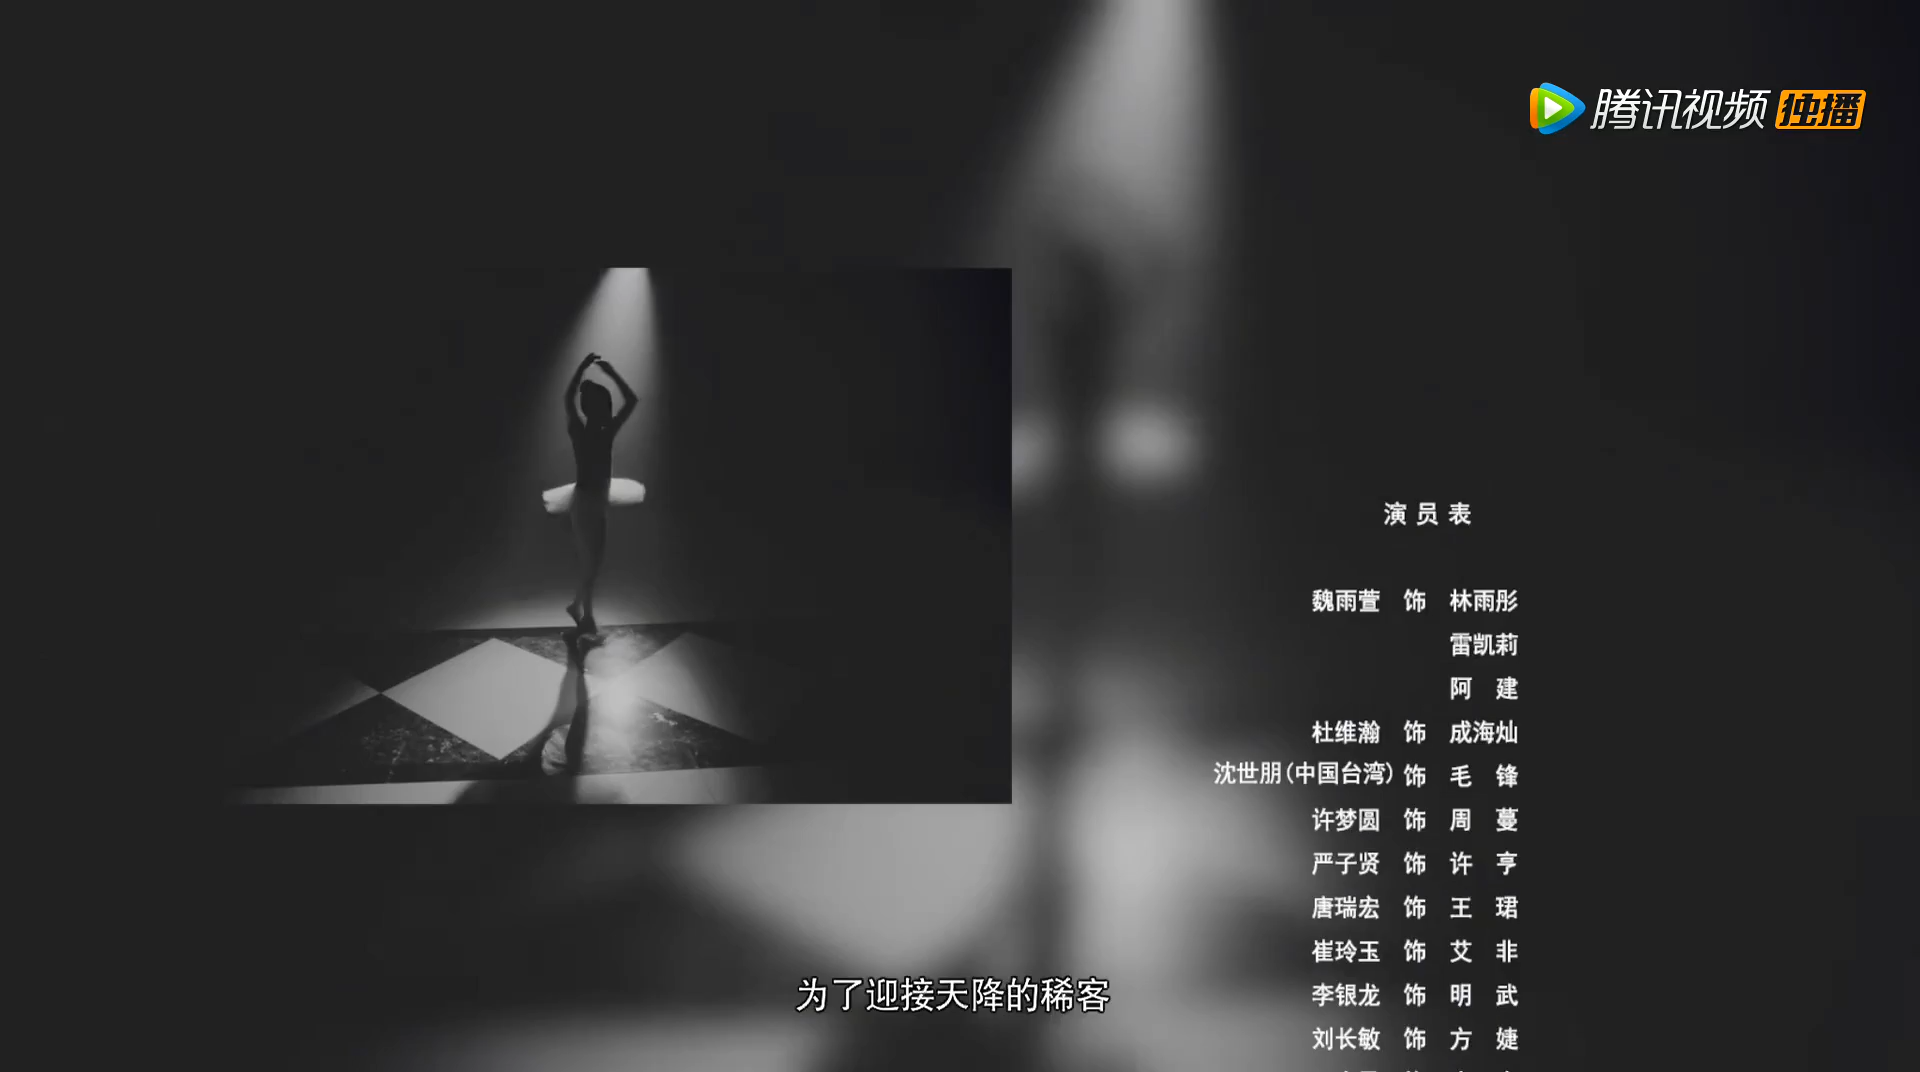 腾讯视频 独播
演员表
魏雨萱 饰 林雨彤
雷凯莉
阿 建
杜维瀚 饰 成海灿
沈世朋(中国台湾) 饰 毛 锋
许梦圆 饰 周 蔓
严子贤 饰 许 亨
唐瑞宏 饰 王 珺
崔玲玉 饰 艾 非
李银龙 饰 明 武
刘长敏 饰 方 婕
为了迎接天降的稀客